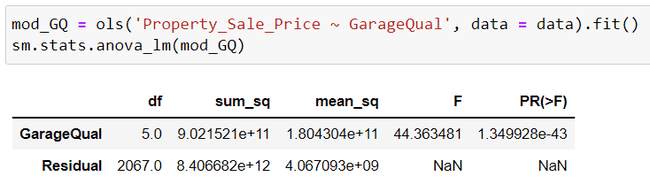 mod_GQ = ols('Property_Sale_Price ~ GarageQual', data = data).fit()
sm.stats.anova_lm(mod_GQ)
df sum_sq mean_sq F PR(>F)
GarageQual 5.0 9.021521e+11 1.804304e+11 44.363481 1.349928e-43
Residual 2067.0 8.406682e+12 4.067093e+09 NaN NaN